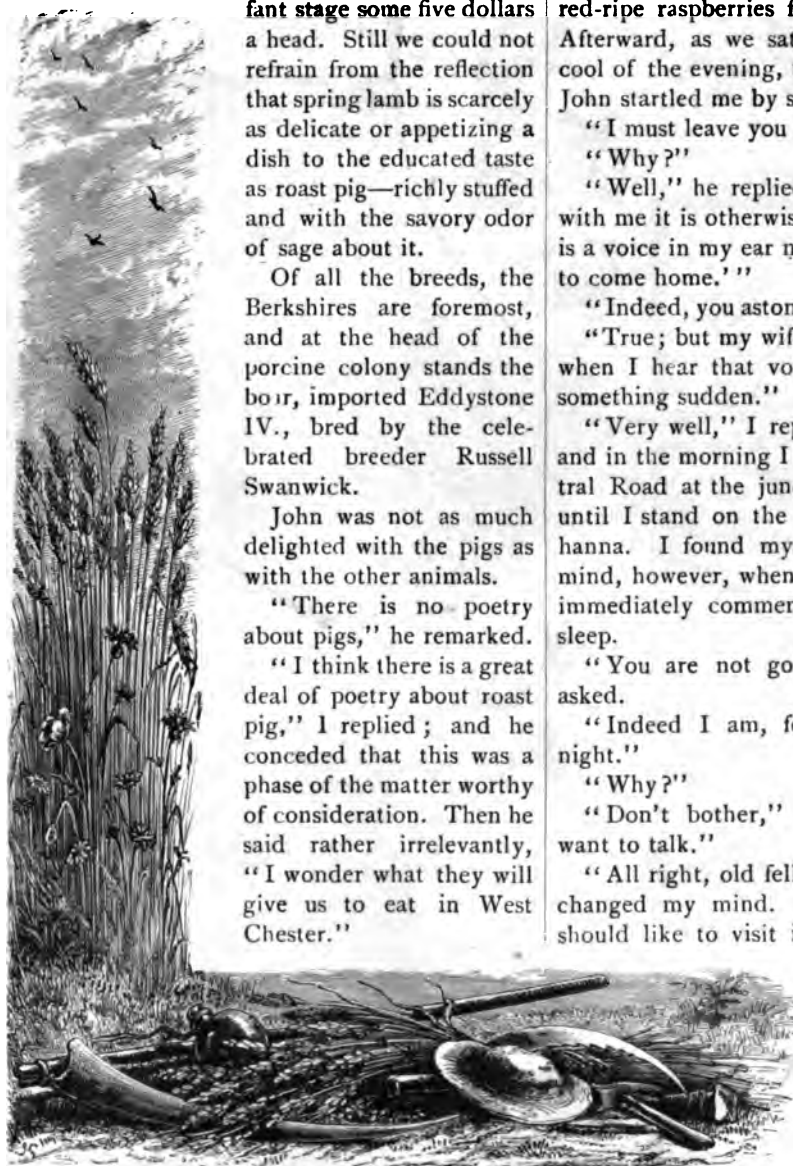 fant stage some five dollars
a head. Still we could not
refrain from the reflection
that spring lamb is scarcely
as delicate or appetizing a
dish to the educated taste
as roast pig—richly stuffed
and with the savory odor
of sage about it.
Of all the breeds, the
Berkshires are foremost,
and at the head of the
porcine colony stands the
boar, imported Eddystone
IV., bred by the cele-
brated breeder Russell
Swanwick.
John was not as much
delighted with the pigs as
with the other animals.
"There is no poetry
about pigs," he remarked.
"I think there is a great
deal of poetry about roast
pig," I replied; and he
conceded that this was a
phase of the matter worthy
of consideration. Then he
said rather irrelevantly,
"I wonder what they will
give us to eat in West
Chester."
red-ripe raspberries f
Afterward, as we sat
cool of the evening,
John startled me by s
"I must leave you
"Why?"
"Well," he replie
with me it is otherwis
is a voice in my ear
to come home.'"
"Indeed, you aston
"True; but my wif
when I hear that vo
something sudden."
"Very well," I rep
and in the morning I
tral Road at the jun
until I stand on the
hanna. I found my
mind, however, when
immediately commen
sleep.
"You are not go
asked.
"Indeed I am, f
night."
"Why?"
"Don't bother,"
want to talk."
"All right, old fell
changed my mind.
should like to visit i